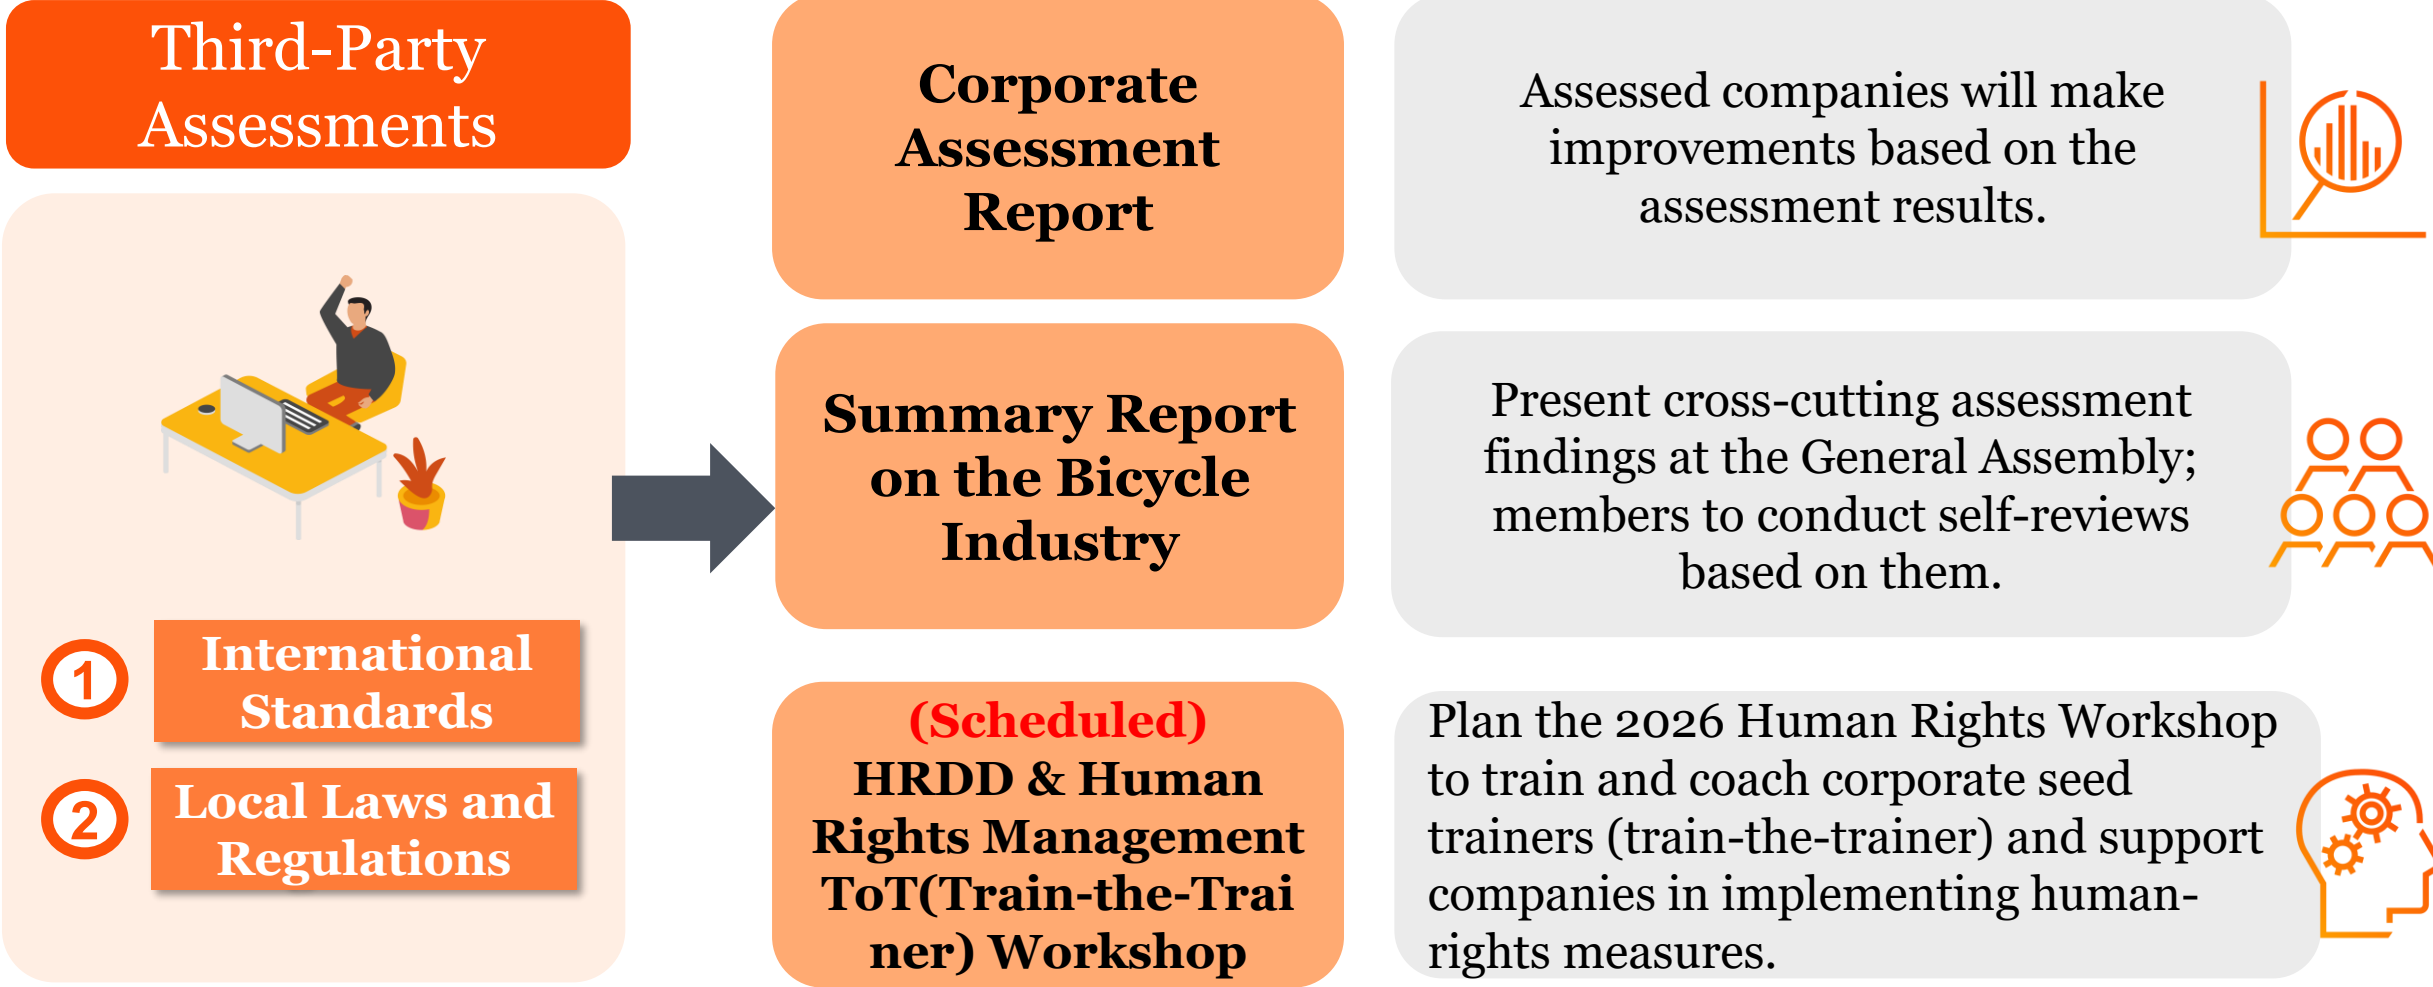 Third-Party
Assessments
1
International
Standards
2
Local Laws and
Regulations
Corporate
Assessment
Report
Assessed companies will make
improvements based on the
assessment results.
Summary Report
on the Bicycle
Industry
Present cross-cutting assessment
findings at the General Assembly;
members to conduct self-reviews
based on them.
(Scheduled)
HRDD & Human
Rights Management
ToT(Train-the-Trai
ner) Workshop
Plan the 2026 Human Rights Workshop
to train and coach corporate seed
trainers (train-the-trainer) and support
companies in implementing human-
rights measures.